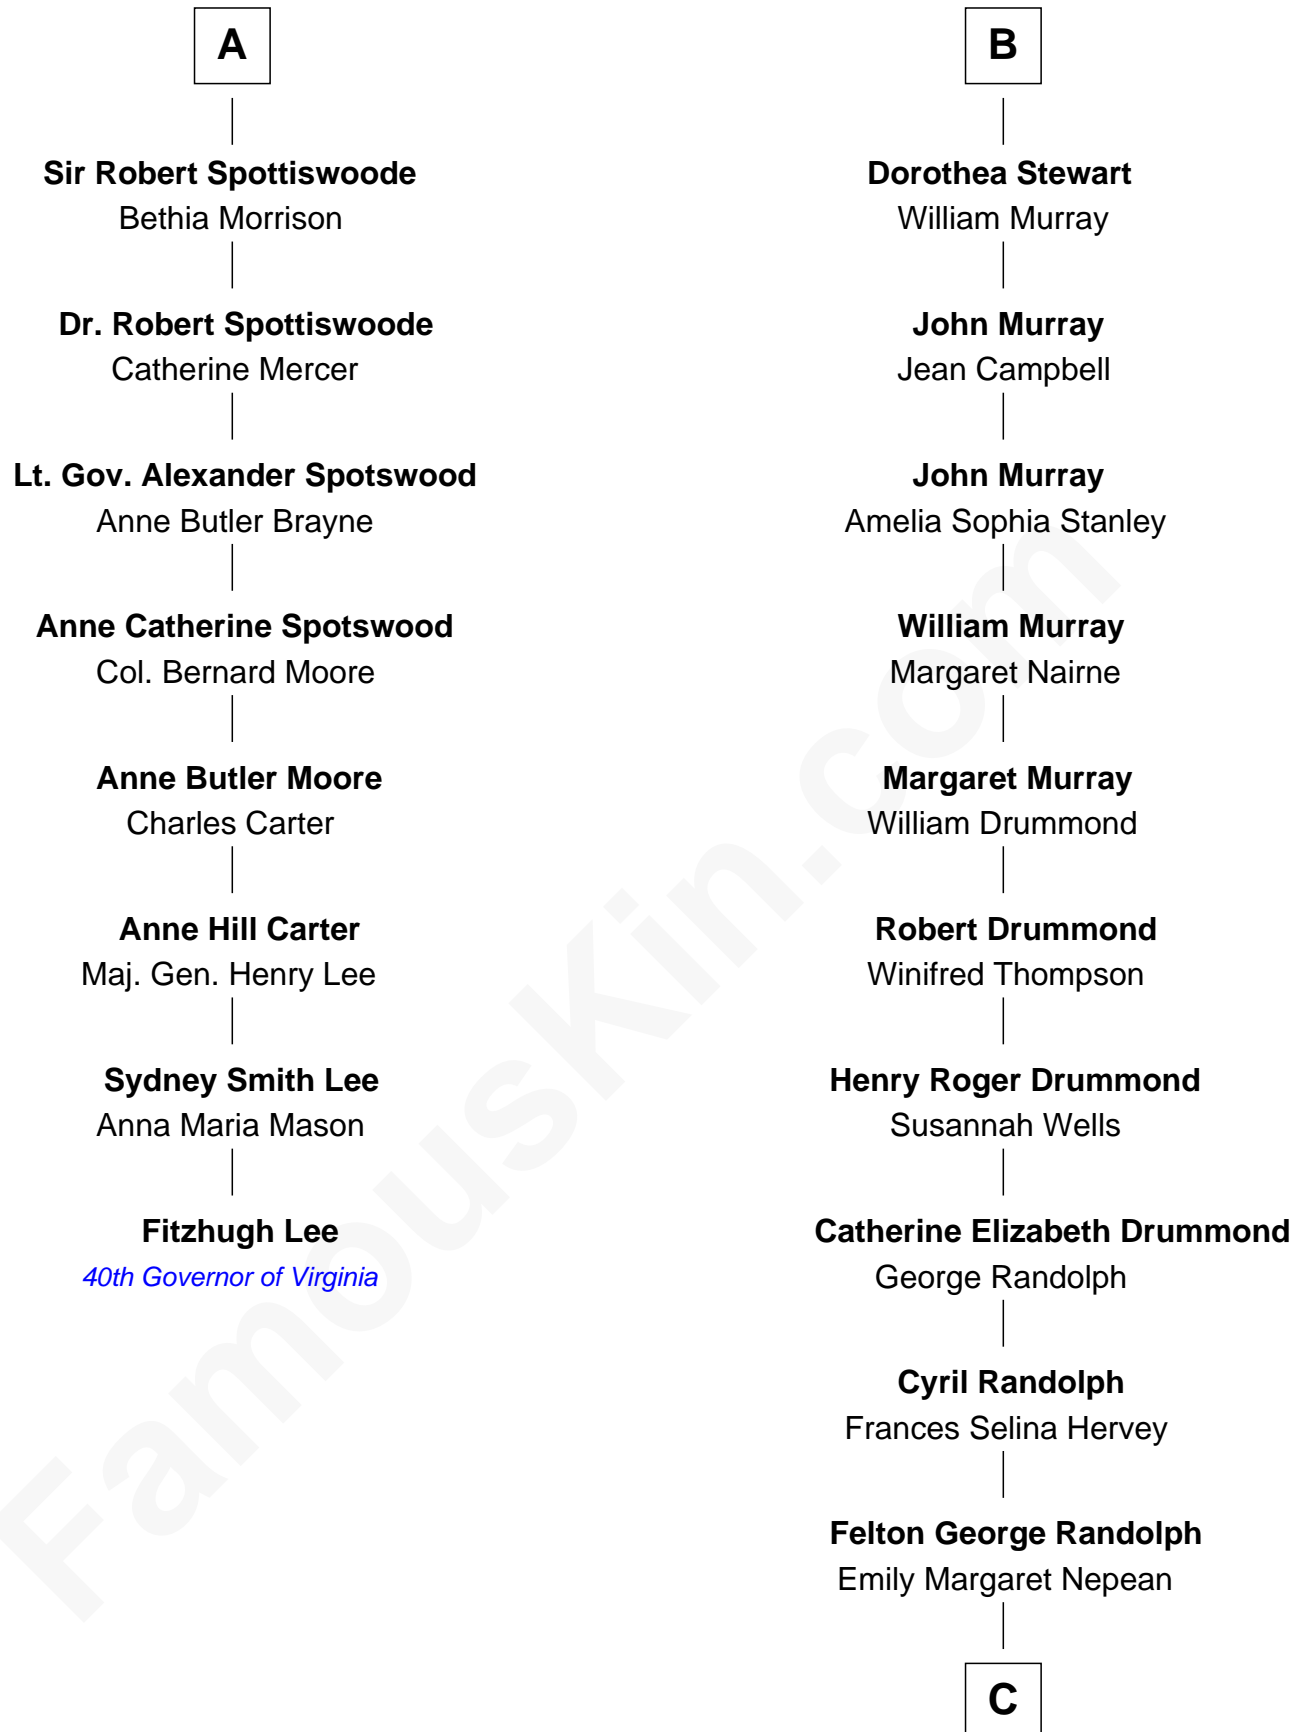 A
Sir Robert Spottiswoode
Bethia Morrison
Dr. Robert Spottiswoode
Catherine Mercer
Lt. Gov. Alexander Spotswood
Anne Butler Brayne
Anne Catherine Spotswood
Col. Bernard Moore
Anne Butler Moore
Charles Carter
Anne Hill Carter
Maj. Gen. Henry Lee
Sydney Smith Lee
Anna Maria Mason
Fitzhugh Lee
40th Governor of Virginia
B
Dorothea Stewart
William Murray
John Murray
Jean Campbell
John Murray
Amelia Sophia Stanley
William Murray
Margaret Nairne
Margaret Murray
William Drummond
Robert Drummond
Winifred Thompson
Henry Roger Drummond
Susannah Wells
Catherine Elizabeth Drummond
George Randolph
Cyril Randolph
Frances Selina Hervey
Felton George Randolph
Emily Margaret Nepean
C
FamousKin.com